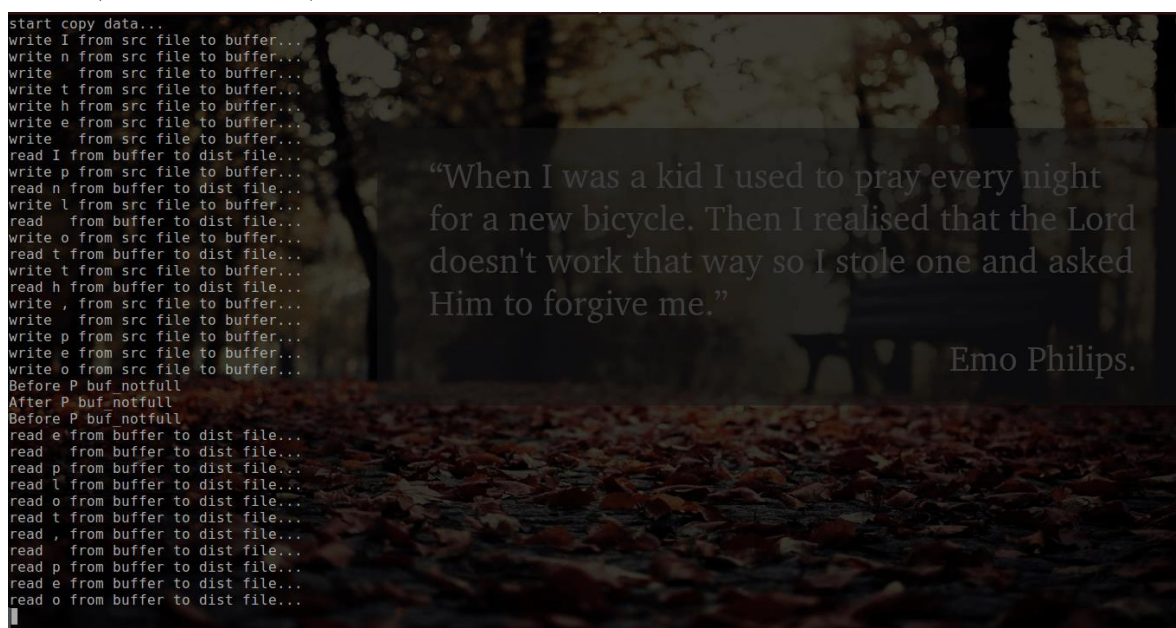 start copy data...
write I from src file to buffer...
write n from src file to buffer...
write   from src file to buffer...
write t from src file to buffer...
write h from src file to buffer...
write e from src file to buffer...
write   from src file to buffer...
read I from buffer to dist file...
write p from src file to buffer...
read n from buffer to dist file...
write l from src file to buffer...
read   from buffer to dist file...
write o from src file to buffer...
read t from buffer to dist file...
write t from src file to buffer...
read h from buffer to dist file...
write , from src file to buffer...
write   from src file to buffer...
write p from src file to buffer...
write e from src file to buffer...
write o from src file to buffer...
Before P buf_notfull
After P buf_notfull
Before P buf_notfull
read e from buffer to dist file...
read   from buffer to dist file...
read p from buffer to dist file...
read l from buffer to dist file...
read o from buffer to dist file...
read t from buffer to dist file...
read , from buffer to dist file...
read   from buffer to dist file...
read p from buffer to dist file...
read e from buffer to dist file...
read o from buffer to dist file...
“When I was a kid I used to pray every night
for a new bicycle. Then I realised that the Lord
doesn't work that way so I stole one and asked
Him to forgive me.”
Emo Philips.